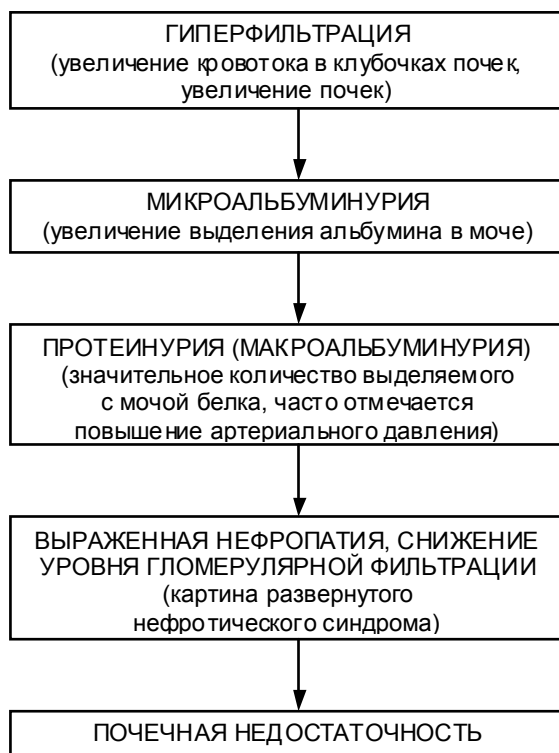 ГИПЕРФИЛЬТРАЦИЯ
(увеличение кровотока в клубочках почек,
увеличение почек)
МИКРОАЛЬБУМИНУРИЯ
(увеличение выделения альбумина в моче)
ПРОТЕИНУРИЯ (МАКРОАЛЬБУМИНУРИЯ)
(значительное количество выделяемого
с мочой белка, часто отмечается
повышение артериального давления)
ВЫРАЖЕННАЯ НЕФРОПАТИЯ, СНИЖЕНИЕ
УРОВНЯ ГЛОМЕРУЛЯРНОЙ ФИЛЬТРАЦИИ
(картина развернутого
нефротического синдрома)
ПОЧЕЧНАЯ НЕДОСТАТОЧНОСТЬ